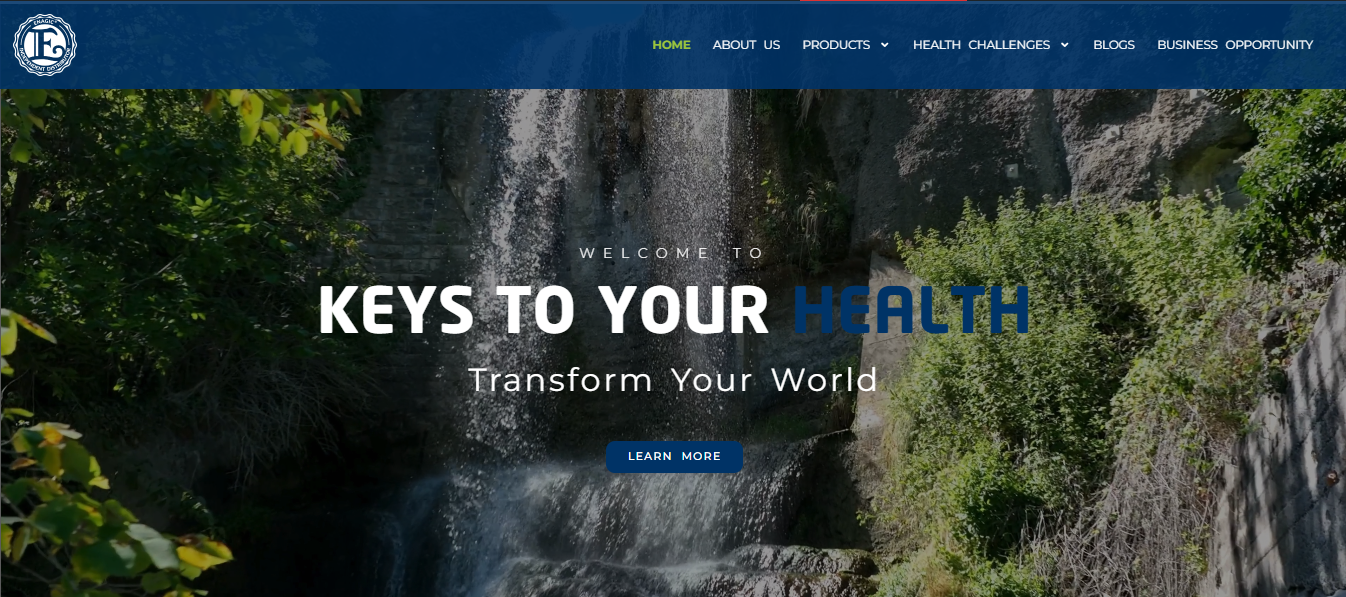 ENAGIC
E
INDEPENDENT DISTRIBUTOR
HOME ABOUT US PRODUCTS HEALTH CHALLENGES BLOGS BUSINESS OPPORTUNITY
WELCOME TO
KEYS TO YOUR HEALTH
Transform Your World
LEARN MORE